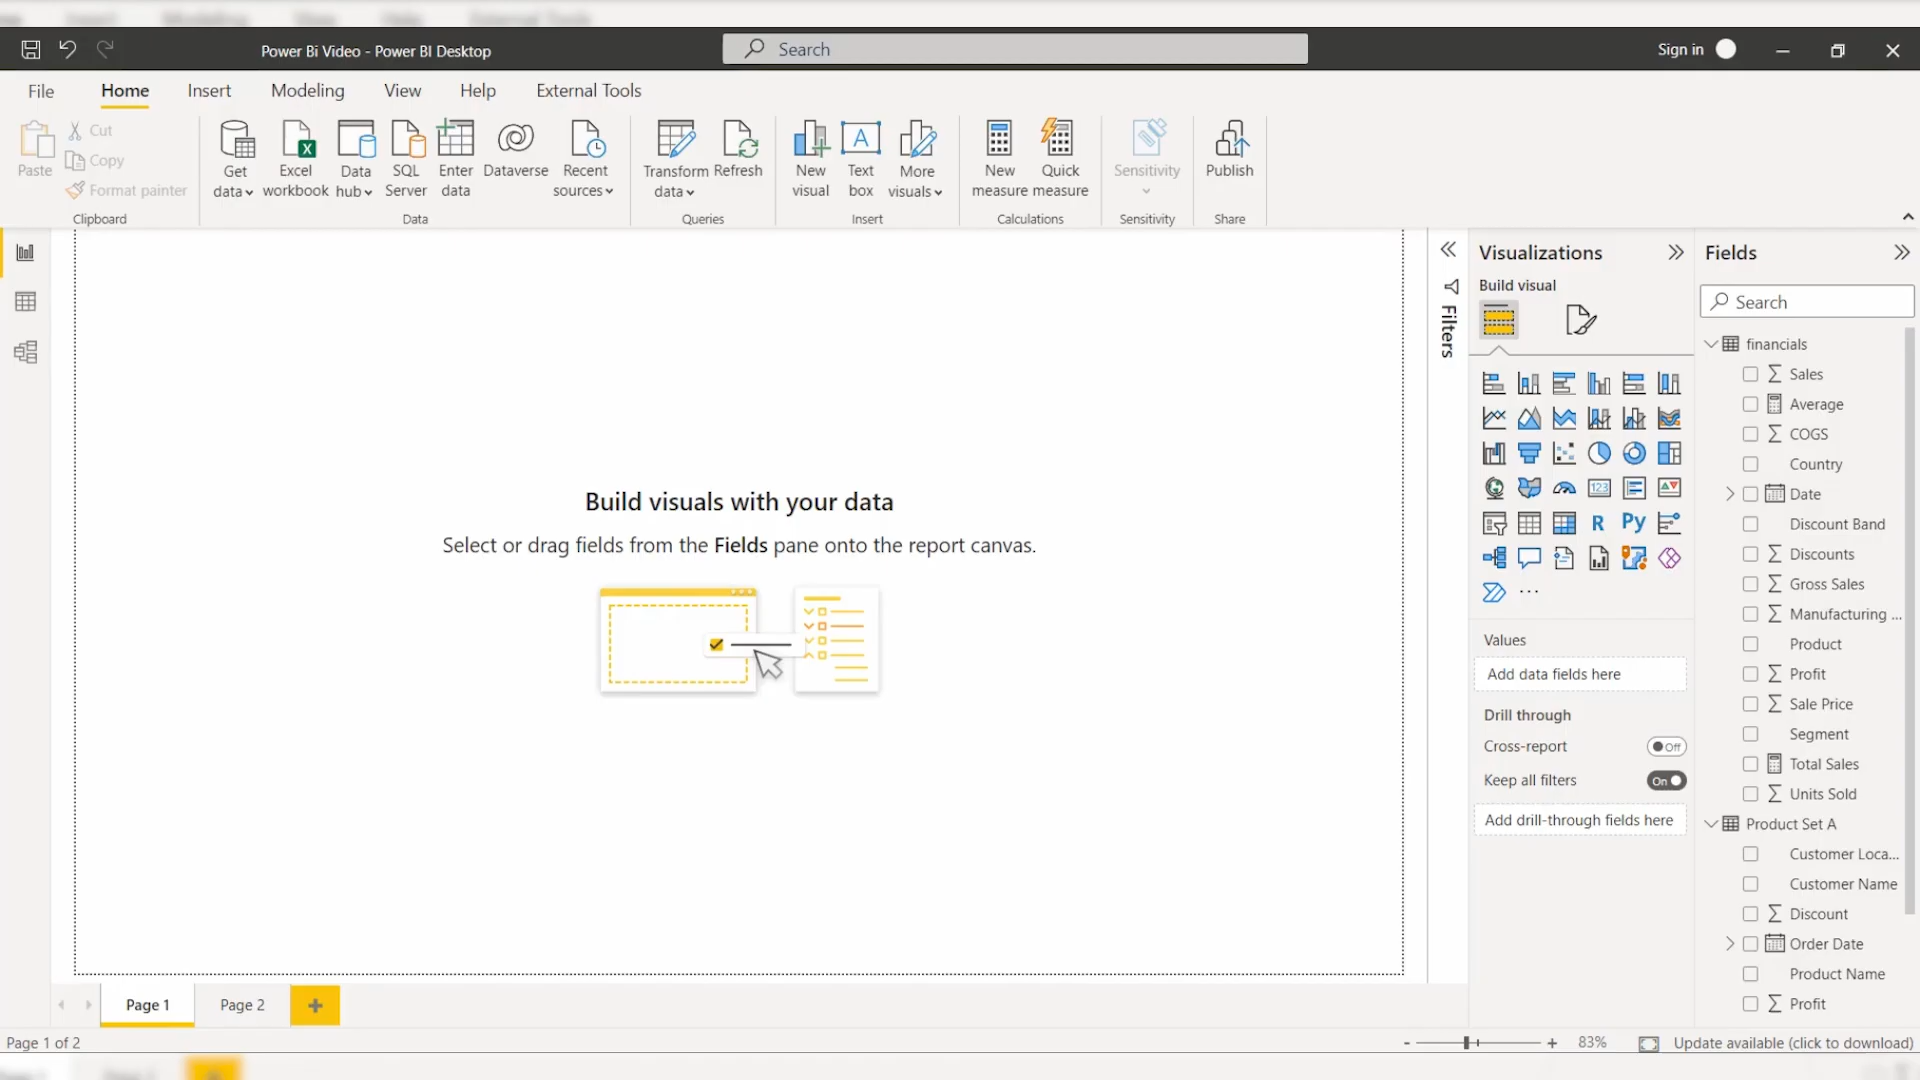 Power Bi Video - Power BI Desktop
Search
Sign in
File
Home
Insert
Modeling
View
Help
External Tools
Paste
Cut
Copy
Format painter
Clipboard
Get data
Excel workbook
Data hub
SQL Server
Enter data
Dataverse
Recent sources
Data
Transform data
Refresh
Queries
New visual
Text box
More visuals
Insert
New measure
Quick measure
Calculations
Sensitivity
Sensitivity
Publish
Share
Build visuals with your data
Select or drag fields from the Fields pane onto the report canvas.
Filters
Visualizations
Build visual
123
R
Py
...
Values
Add data fields here
Drill through
Cross-report
Off
Keep all filters
On
Add drill-through fields here
Fields
Search
financials
Sales
Average
COGS
Country
Date
Discount Band
Discounts
Gross Sales
Manufacturing ...
Product
Profit
Sale Price
Segment
Total Sales
Units Sold
Product Set A
Customer Loca...
Customer Name
Discount
Order Date
Product Name
Profit
Page 1
Page 2
Page 1 of 2
83%
Update available (click to download)